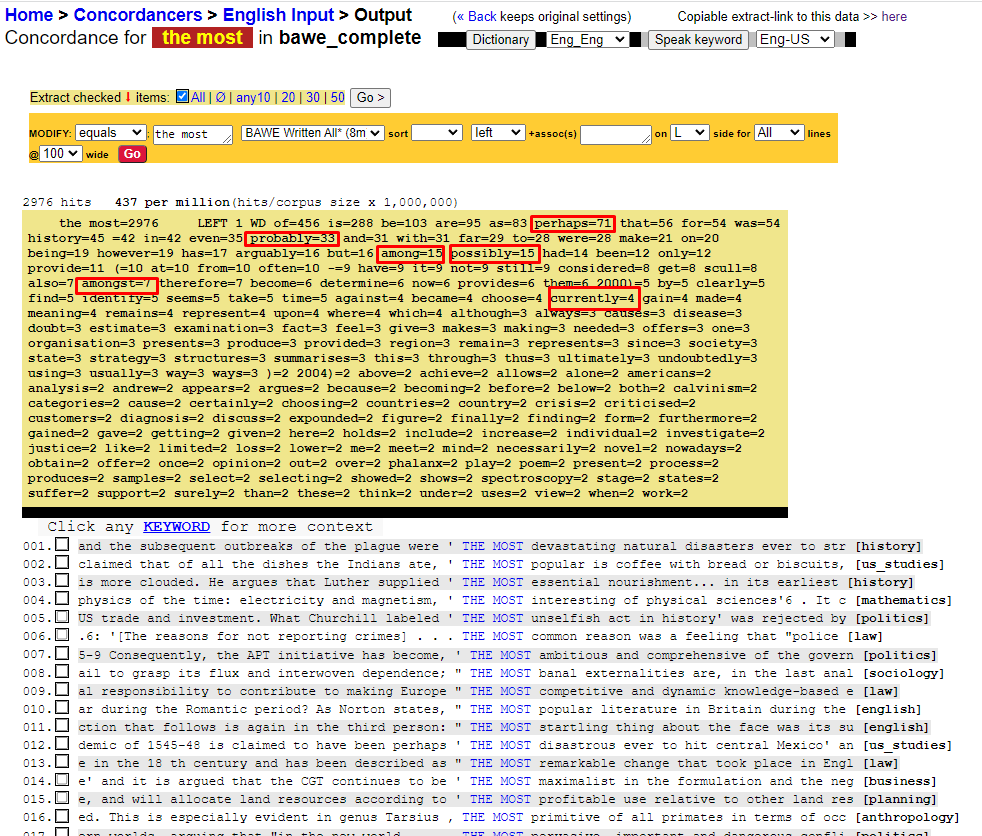 Home > Concordancers > English Input > Output (« Back keeps original settings) Copiable extract-link to this data >> here
Concordance for the most in bawe_complete Dictionary Eng_Eng Speak keyword Eng-US
Extract checked ⬇ items: All | Ø | any10 | 20 | 30 | 50 Go >
MODIFY: equals : the most BAWE Written All* (8m sort left +assoc(s) on L side for All lines
@ 100 wide Go
2976 hits 437 per million(hits/corpus size x 1,000,000)
the most=2976 LEFT 1 WD of=456 is=288 be=103 are=95 as=83 perhaps=71 that=56 for=54 was=54
history=45 =42 in=42 even=35 probably=33 and=31 with=31 far=29 to=28 were=28 make=21 on=20
being=19 however=19 has=17 arguably=16 but=16 among=15 possibly=15 had=14 been=12 only=12
provide=11 (=10 at=10 from=10 often=10 --9 have=9 it=9 not=9 still=9 considered=8 get=8 scull=8
also=7 amongst=7 therefore=7 become=6 determine=6 now=6 provides=6 them=6 2000)=5 by=5 clearly=5
find=5 identify=5 seems=5 take=5 time=5 against=4 became=4 choose=4 currently=4 gain=4 made=4
meaning=4 remains=4 represent=4 upon=4 where=4 which=4 although=3 always=3 causes=3 disease=3
doubt=3 estimate=3 examination=3 fact=3 feel=3 give=3 makes=3 making=3 needed=3 offers=3 one=3
organisation=3 presents=3 produce=3 provided=3 region=3 remain=3 represents=3 since=3 society=3
state=3 strategy=3 structures=3 summarises=3 this=3 through=3 thus=3 ultimately=3 undoubtedly=3
using=3 usually=3 way=3 ways=3 )=2 2004)=2 above=2 achieve=2 allows=2 alone=2 americans=2
analysis=2 andrew=2 appears=2 argues=2 because=2 becoming=2 before=2 below=2 both=2 calvinism=2
categories=2 cause=2 certainly=2 choosing=2 countries=2 country=2 crisis=2 criticised=2
customers=2 diagnosis=2 discuss=2 expounded=2 figure=2 finally=2 finding=2 form=2 furthermore=2
gained=2 gave=2 getting=2 given=2 here=2 holds=2 include=2 increase=2 individual=2 investigate=2
justice=2 like=2 limited=2 loss=2 lower=2 me=2 meet=2 mind=2 necessarily=2 novel=2 nowadays=2
obtain=2 offer=2 once=2 opinion=2 out=2 over=2 phalanx=2 play=2 poem=2 present=2 process=2
produces=2 samples=2 select=2 selecting=2 showed=2 shows=2 spectroscopy=2 stage=2 states=2
suffer=2 support=2 surely=2 than=2 these=2 think=2 under=2 uses=2 view=2 when=2 work=2
Click any KEYWORD for more context
001. and the subsequent outbreaks of the plague were ' THE MOST devastating natural disasters ever to str [history]
002. claimed that of all the dishes the Indians ate, ' THE MOST popular is coffee with bread or biscuits, [us_studies]
003. is more clouded. He argues that Luther supplied ' THE MOST essential nourishment... in its earliest [history]
004. physics of the time: electricity and magnetism, ' THE MOST interesting of physical sciences'6 . It c [mathematics]
005. US trade and investment. What Churchill labeled ' THE MOST unselfish act in history' was rejected by [politics]
006. .6: '[The reasons for not reporting crimes] . . . THE MOST common reason was a feeling that "police [law]
007. 5-9 Consequently, the APT initiative has become, ' THE MOST ambitious and comprehensive of the govern [politics]
008. ail to grasp its flux and interwoven dependence; " THE MOST banal externalities are, in the last anal [sociology]
009. al responsibility to contribute to making Europe " THE MOST competitive and dynamic knowledge-based e [law]
010. ar during the Romantic period? As Norton states, " THE MOST popular literature in Britain during the [english]
011. ction that follows is again in the third person: " THE MOST startling thing about the face was its su [english]
012. demic of 1545-48 is claimed to have been perhaps ' THE MOST disastrous ever to hit central Mexico' an [us_studies]
013. e in the 18 th century and has been described as " THE MOST remarkable change that took place in Engl [law]
014. e' and it is argued that the CGT continues to be ' THE MOST maximalist in the formulation and the neg [business]
015. e, and will allocate land resources according to ' THE MOST profitable use relative to other land res [planning]
016. ed. This is especially evident in genus Tarsius , THE MOST primitive of all primates in terms of occ [anthropology]